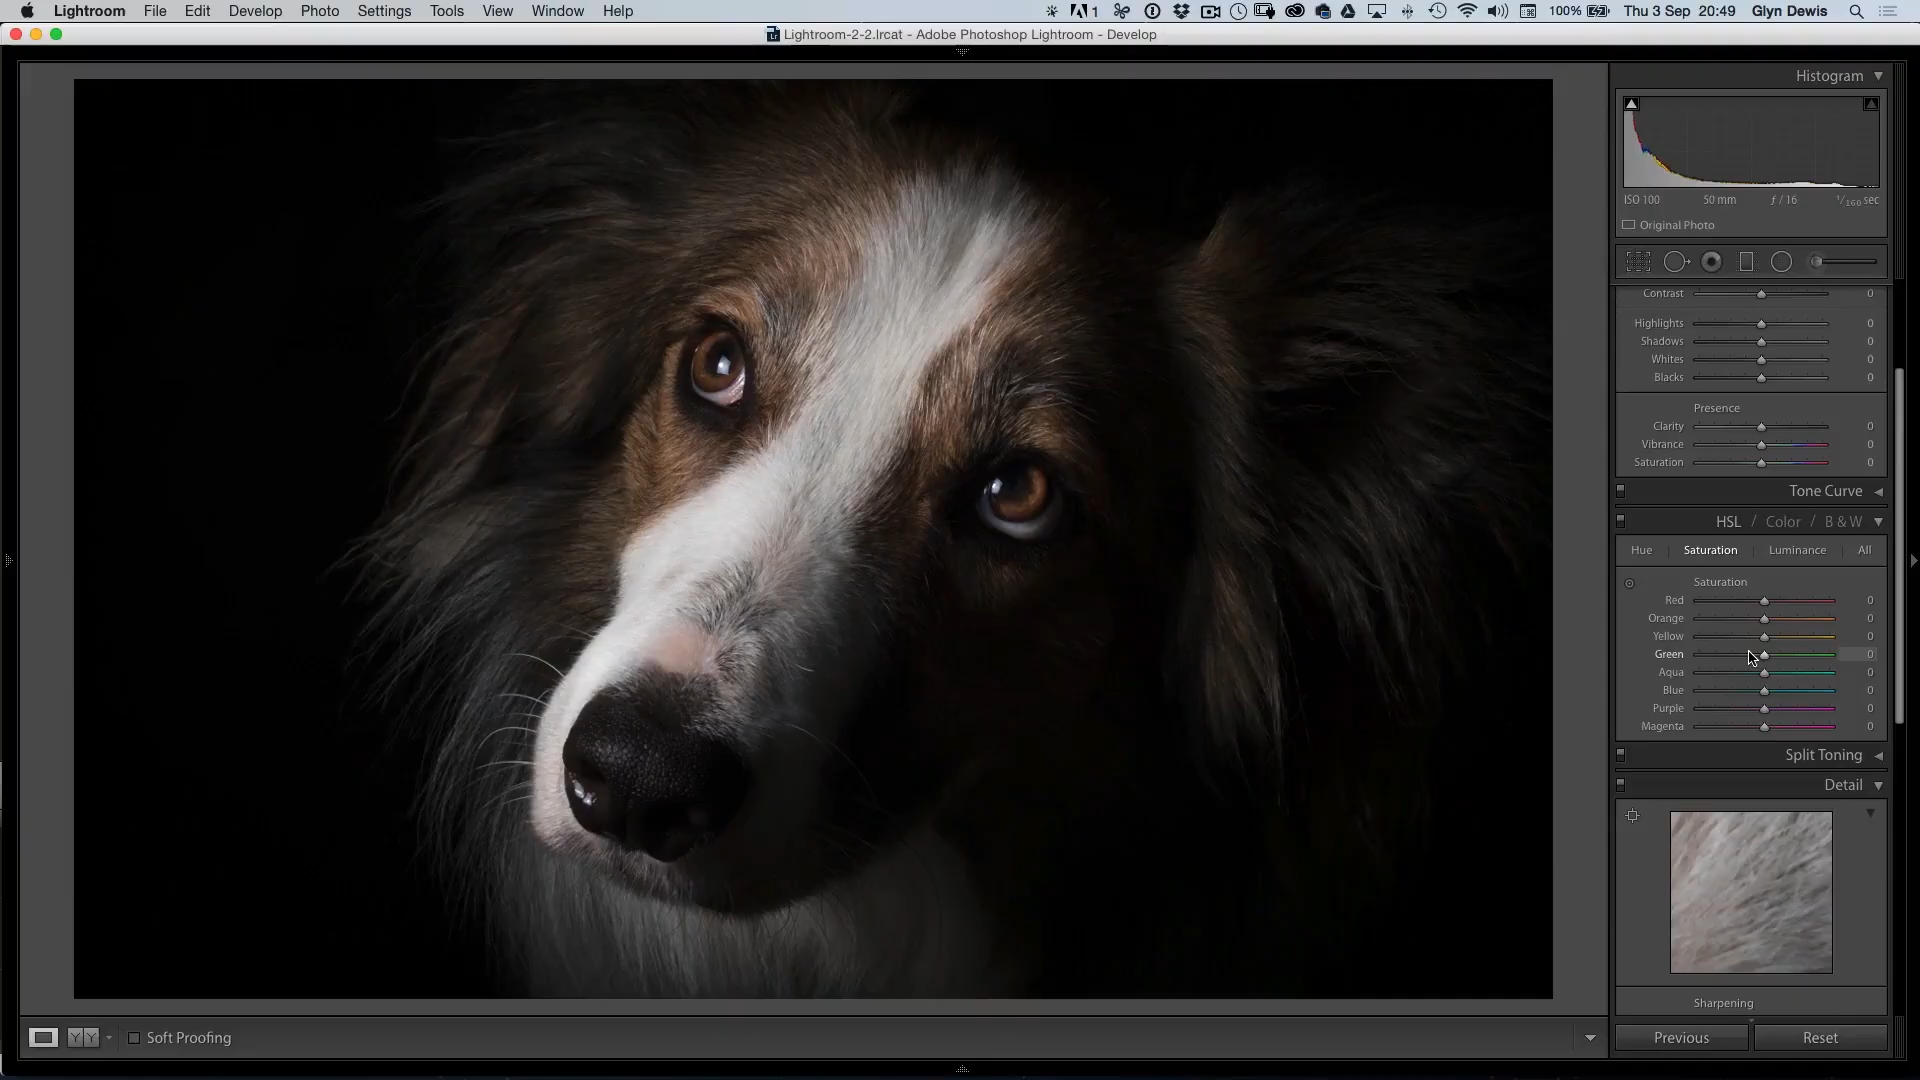 Lightroom File Edit Develop Photo Settings Tools View Window Help 1 100% Thu 3 Sep 20:49 Glyn Dewis
Lightroom-2-2.lrcat - Adobe Photoshop Lightroom - Develop
Histogram
ISO 100 50 mm ƒ / 16 1/160 sec
Original Photo
Contrast 0
Highlights 0
Shadows 0
Whites 0
Blacks 0
Presence
Clarity 0
Vibrance 0
Saturation 0
Tone Curve
HSL / Color / B & W
Hue Saturation Luminance All
Saturation
Red 0
Orange 0
Yellow 0
Green 0
Aqua 0
Blue 0
Purple 0
Magenta 0
Split Toning
Detail
Sharpening
Y Y Soft Proofing Previous Reset